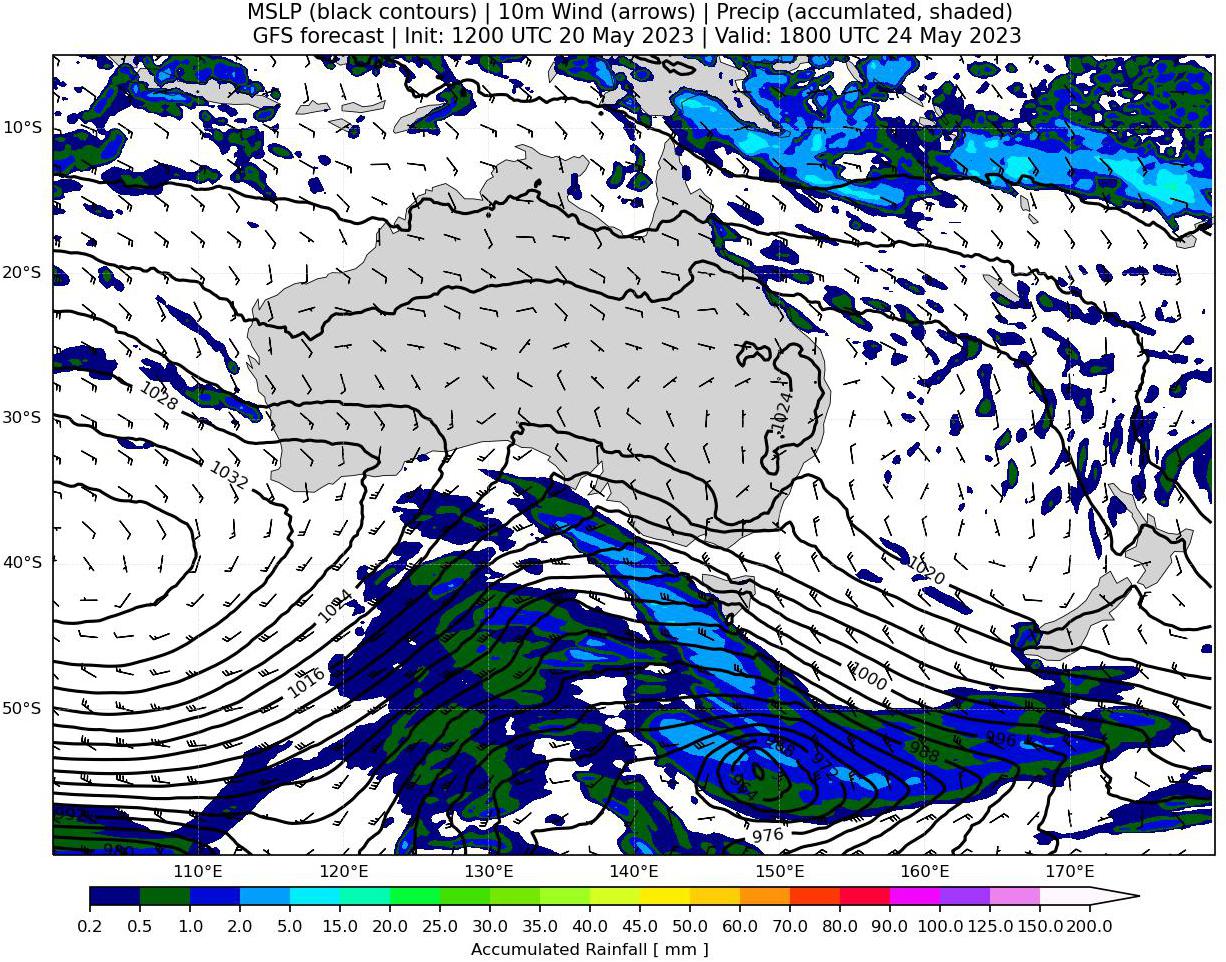 MSLP (black contours) | 10m Wind (arrows) | Precip (accumlated, shaded)
GFS forecast | Init: 1200 UTC 20 May 2023 | Valid: 1800 UTC 24 May 2023
10°S
20°S
1028
1024
30°S
1032
1020
40°S
1024
1016
1000
50°S
996
988
976
110°E
120°E
130°E
140°E
150°E
160°E
170°E
0.2 0.5 1.0 2.0 5.0 10.0 15.0 20.0 25.0 30.0 35.0 40.0 45.0 50.0 60.0 70.0 80.0 90.0 100.0 125.0 150.0 200.0
Accumulated Rainfall [ mm ]